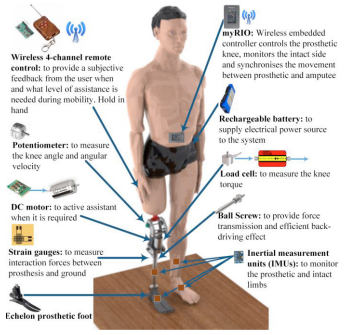 Wireless 4-channel remote
control: to provide a subjective
feedback from the user when
and what level of assistance is
needed during mobility. Hold in
hand
Potentiometer: to measure
the knee angle and angular
velocity
DC motor: to active assistant
when it is required
Strain gauges: to measure
interaction forces between
prosthesis and ground
Echelon prosthetic foot
myRIO: Wireless embedded
controller controls the prosthetic
knee, monitors the intact side
and synchronises the movement
between prosthetic and amputee
Rechargeable battery: to
supply electrical power source
to the system
Load cell: to measure the knee
torque
Ball Screw: to provide force
transmission and efficient back-
driving effect
Inertial measurement
units (IMUs): to monitor
the prosthetic and intact
limbs